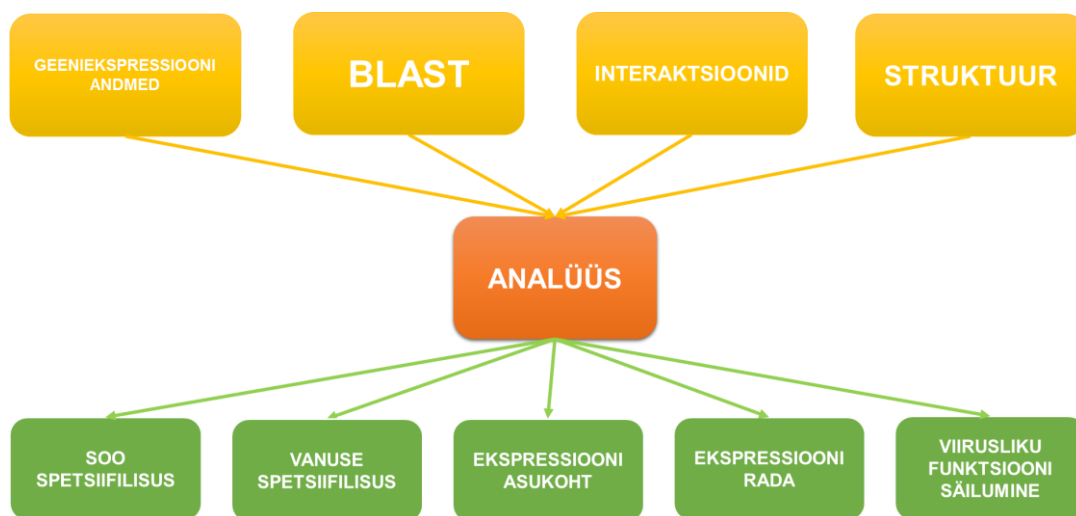 GEENIEKSPRESSIOONI
ANDMED
BLAST
INTERAKTSIOONID
STRUKTUUR
ANALÜÜS
SOO
SPETSIIFILISUS
VANUSE
SPETSIIFILISUS
EKSPRESSIOONI
ASUKOHT
EKSPRESSIOONI
RADA
VIIRUSLIKU
FUNKTSIOONI
SÄILUMINE